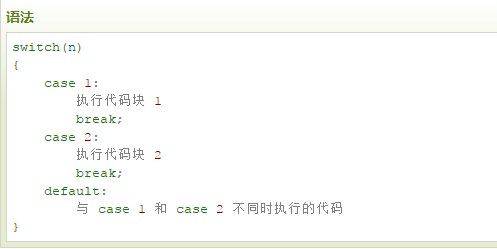 语法
switch(n)
{
    case 1:
        执行代码块 1
        break;
    case 2:
        执行代码块 2
        break;
    default:
        与 case 1 和 case 2 不同时执行的代码
}